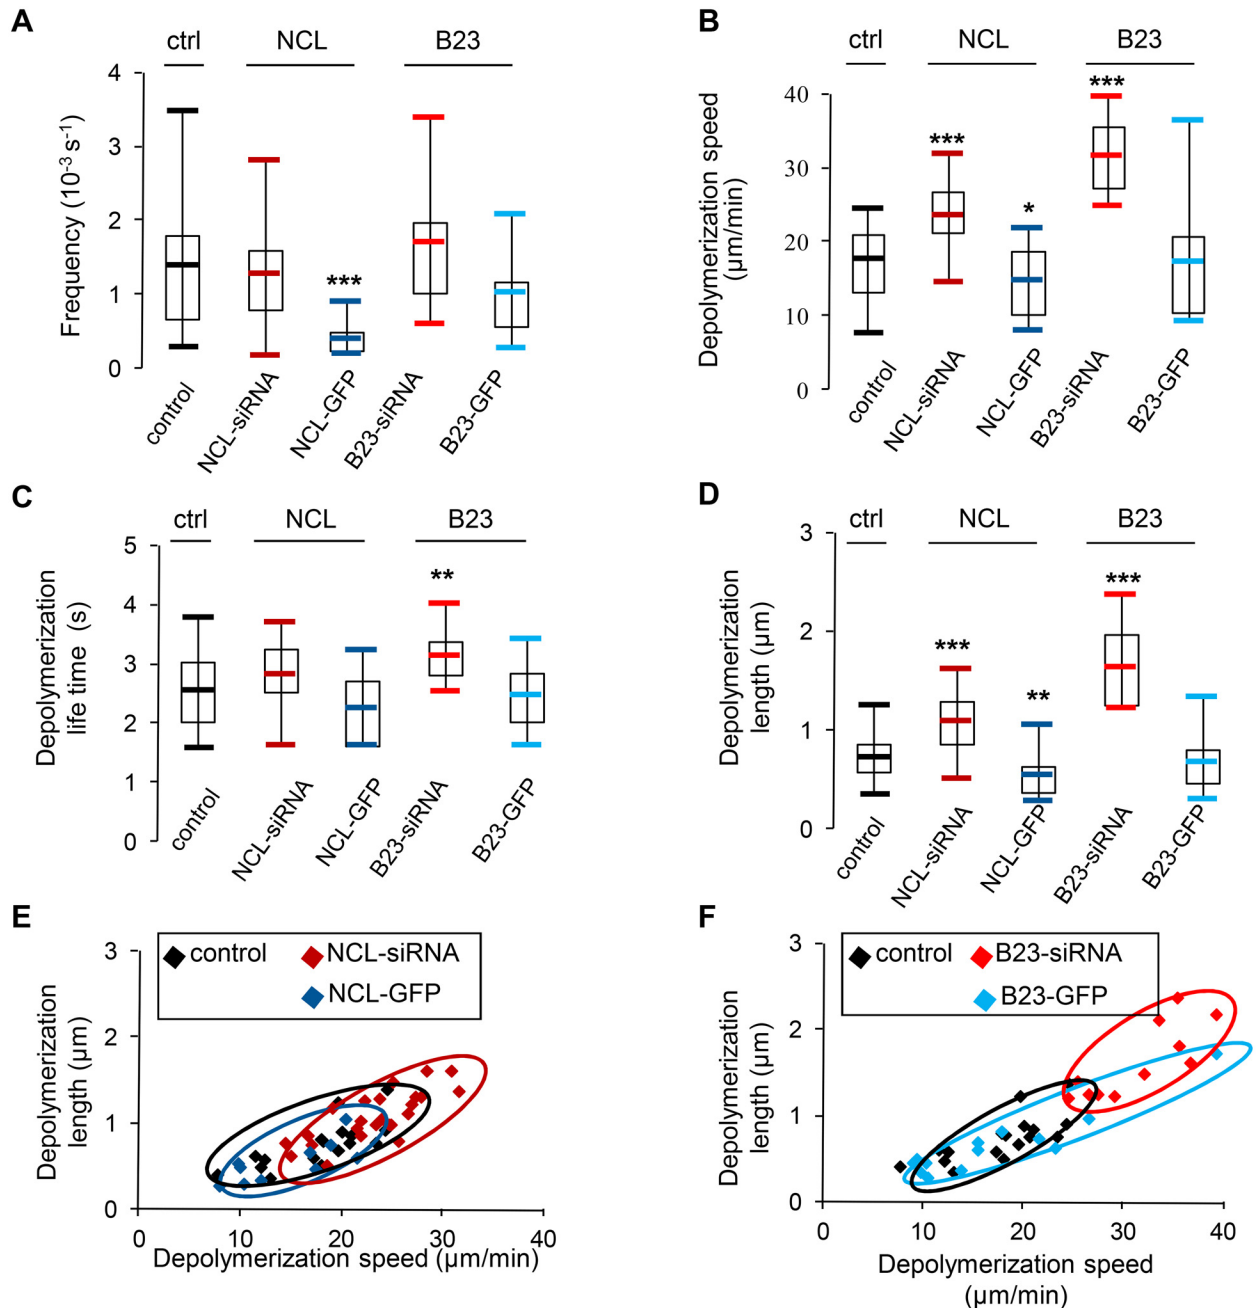 A
ctrl NCL B23
Frequency (10⁻³ s⁻¹)
4
3
2
1
0
***
control NCL-siRNA NCL-GFP B23-siRNA B23-GFP
B
ctrl NCL B23
Depolymerization speed
(µm/min)
40
30
20
10
0
*** * ***
control NCL-siRNA NCL-GFP B23-siRNA B23-GFP
C
ctrl NCL B23
Depolymerization
life time (s)
5
4
3
2
1
0
**
control NCL-siRNA NCL-GFP B23-siRNA B23-GFP
D
ctrl NCL B23
Depolymerization
length (µm)
3
2
1
0
*** ** ***
control NCL-siRNA NCL-GFP B23-siRNA B23-GFP
E
control NCL-siRNA
NCL-GFP
Depolymerization
length (µm)
3
2
1
0
0 10 20 30 40
Depolymerization speed (µm/min)
F
control B23-siRNA
B23-GFP
Depolymerization
length (µm)
3
2
1
0
0 10 20 30 40
Depolymerization speed
(µm/min)